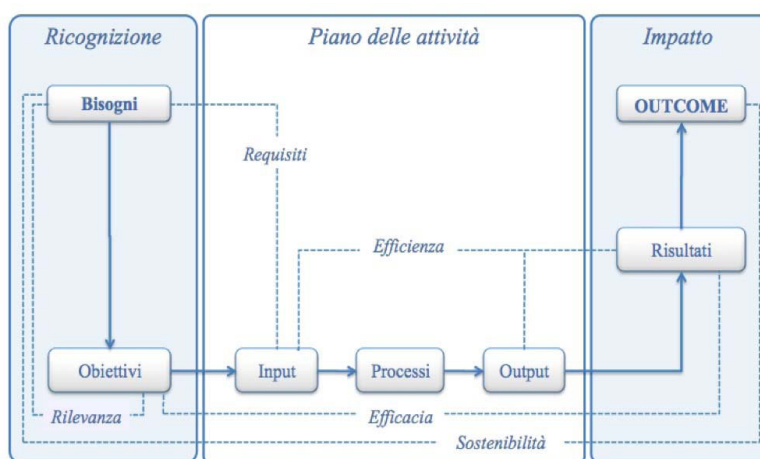 Ricognizione
Piano delle attività
Impatto
Bisogni
OUTCOME
Requisiti
Efficienza
Risultati
Obiettivi
Input
Processi
Output
Rilevanza
Efficacia
Sostenibilità